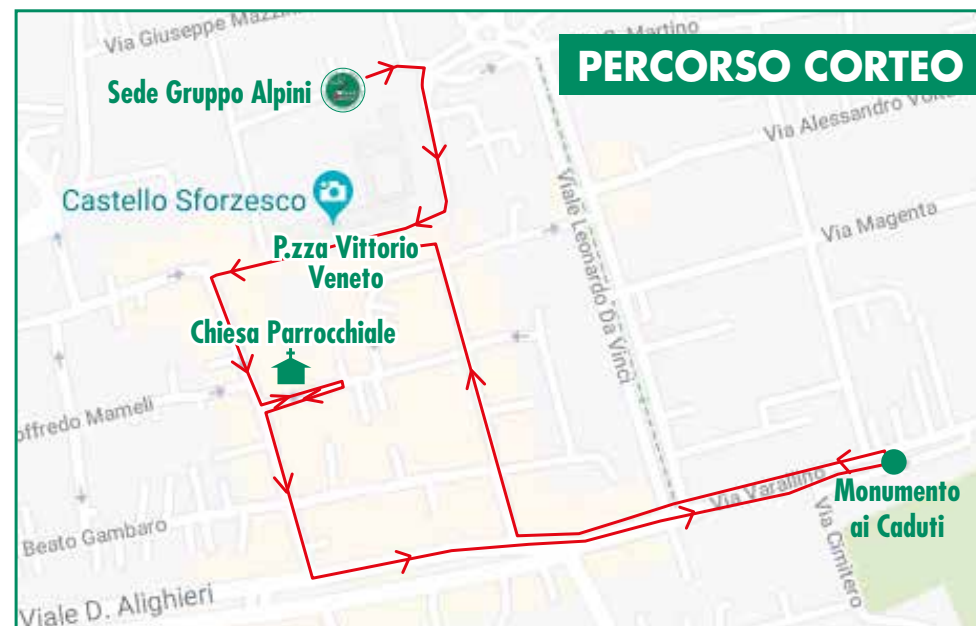 Via Giuseppe Mazzini
Martino
PERCORSO CORTEO
Sede Gruppo Alpini
Via Alessandro Volta
Castello Sforzesco
Viale Leonardo Da Vinci
Via Magenta
P.zza Vittorio
Veneto
Chiesa Parrocchiale
offredo Mameli
Via Varallino
Monumento
ai Caduti
Beato Gambaro
Via Cimitero
Viale D. Alighieri